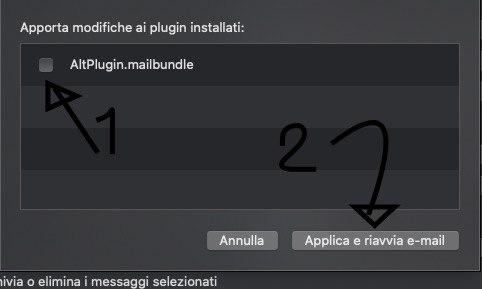 Apporta modifiche ai plugin installati:
AltPlugin.mailbundle
1
2
Annulla
Applica e riavvia e-mail
nivia o elimina i messaggi selezionati